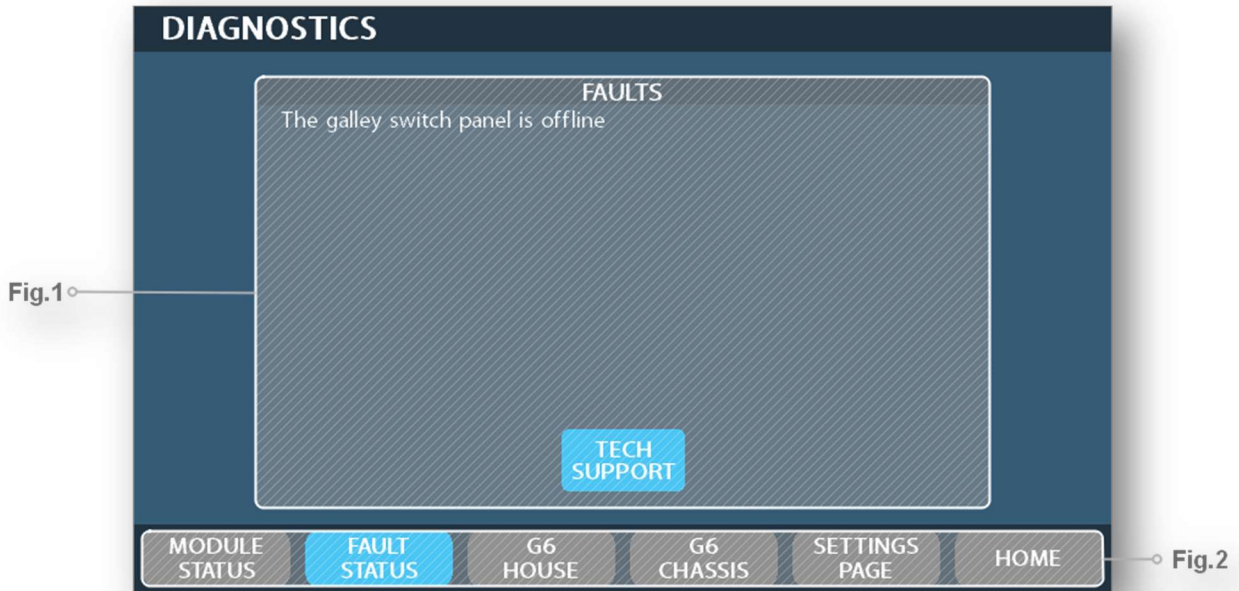 DIAGNOSTICS
FAULTS
The galley switch panel is offline
Fig.1
TECH
SUPPORT
MODULE
STATUS
FAULT
STATUS
G6
HOUSE
G6
CHASSIS
SETTINGS
PAGE
HOME
Fig.2